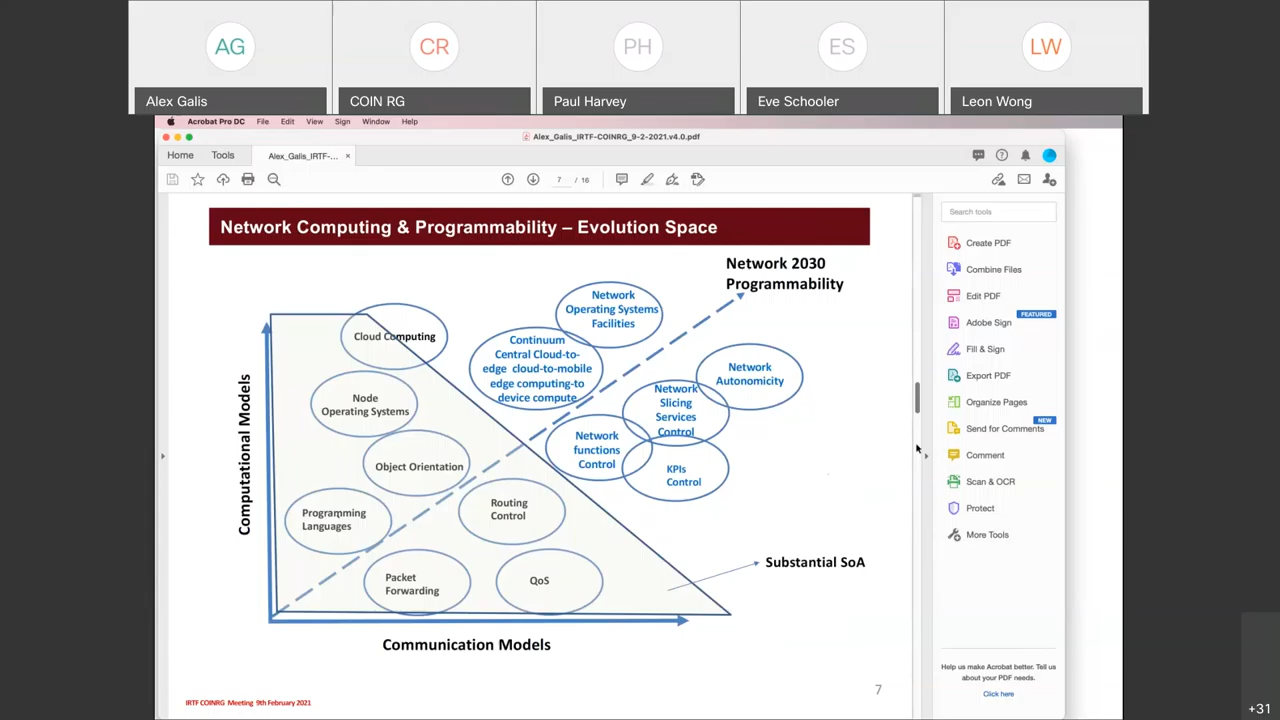 AG
CR
PH
ES
LW
Alex Galis
COIN RG
Paul Harvey
Eve Schooler
Leon Wong
Acrobat Pro DC File Edit View Sign Window Help
Alex_Galis_IRTF-COINRG_9-2-2021.v4.0.pdf
Home Tools Alex_Galis_IRTF-... ×
7 / 16
Network Computing & Programmability – Evolution Space
Network 2030
Programmability
Network
Operating Systems
Facilities
Cloud Computing
Continuum
Central Cloud-to-
edge cloud-to-mobile
edge computing-to
device compute
Network
Autonomicity
Node
Operating Systems
Network
Slicing
Services
Control
Network
functions
Control
KPIs
Control
Object Orientation
Programming
Languages
Routing
Control
Packet
Forwarding
QoS
Substantial SoA
Computational Models
Communication Models
7
IRTF COINRG Meeting 9th February 2021
Search tools
Create PDF
Combine Files
Edit PDF
FEATURED
Adobe Sign
Fill & Sign
Export PDF
Organize Pages
NEW
Send for Comments
Comment
Scan & OCR
Protect
More Tools
Help us make Acrobat better. Tell us
about your PDF needs.
Click here
+31